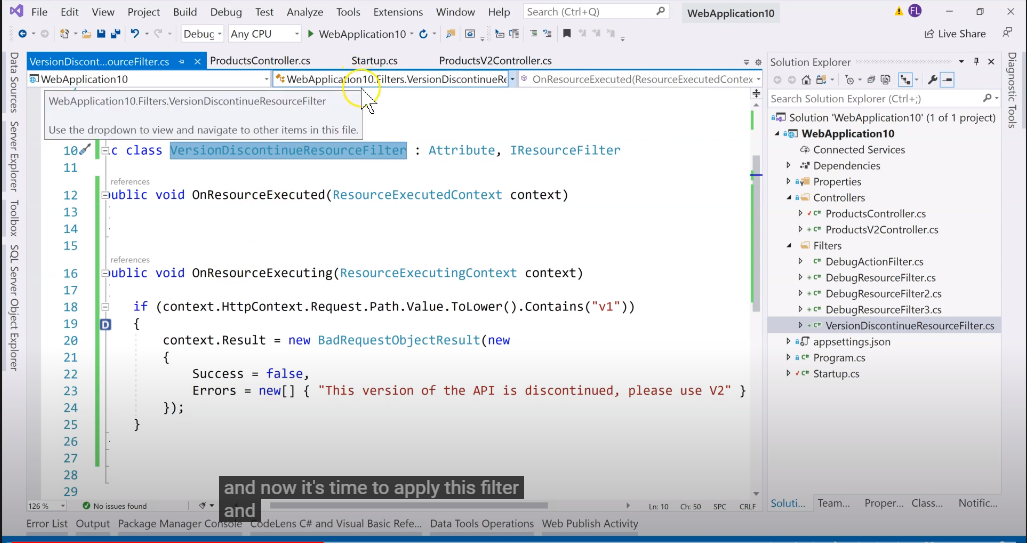 File Edit View Project Build Debug Test Analyze Tools Extensions Window Help Search (Ctrl+Q) WebApplication10 FL
Debug Any CPU WebApplication10 Live Share
VersionDiscont...ourceFilter.cs ProductsController.cs Startup.cs ProductsV2Controller.cs
WebApplication10 WebApplication10.Filters.VersionDiscontinueRe OnResourceExecuted(ResourceExecutedContex
WebApplication10.Filters.VersionDiscontinueResourceFilter
Use the dropdown to view and navigate to other items in this file.
10 c class VersionDiscontinueResourceFilter : Attribute, IResourceFilter
11
references
12 ublic void OnResourceExecuted(ResourceExecutedContext context)
13
14
15
references
16 ublic void OnResourceExecuting(ResourceExecutingContext context)
17
18 if (context.HttpContext.Request.Path.Value.ToLower().Contains("v1"))
19 {
20 context.Result = new BadRequestObjectResult(new
21 {
22 Success = false,
23 Errors = new[] { "This version of the API is discontinued, please use V2" }
24 });
25 }
26
27
28
29
and now it's time to apply this filter
and
126 % No issues found Ln: 10 Ch: 50 SPC CRLF
Error List Output Package Manager Console CodeLens C# and Visual Basic Refe... Data Tools Operations Web Publish Activity
Data Sources
Server Explorer
Toolbox
SQL Server Object Explorer
Solution Explorer
Search Solution Explorer (Ctrl+;)
Solution 'WebApplication10' (1 of 1 project)
WebApplication10
Connected Services
Dependencies
Properties
Controllers
ProductsController.cs
ProductsV2Controller.cs
Filters
DebugActionFilter.cs
DebugResourceFilter.cs
DebugResourceFilter2.cs
DebugResourceFilter3.cs
VersionDiscontinueResourceFilter.cs
appsettings.json
Program.cs
Startup.cs
Soluti... Team... Proper... Class... Notific...
Diagnostic Tools